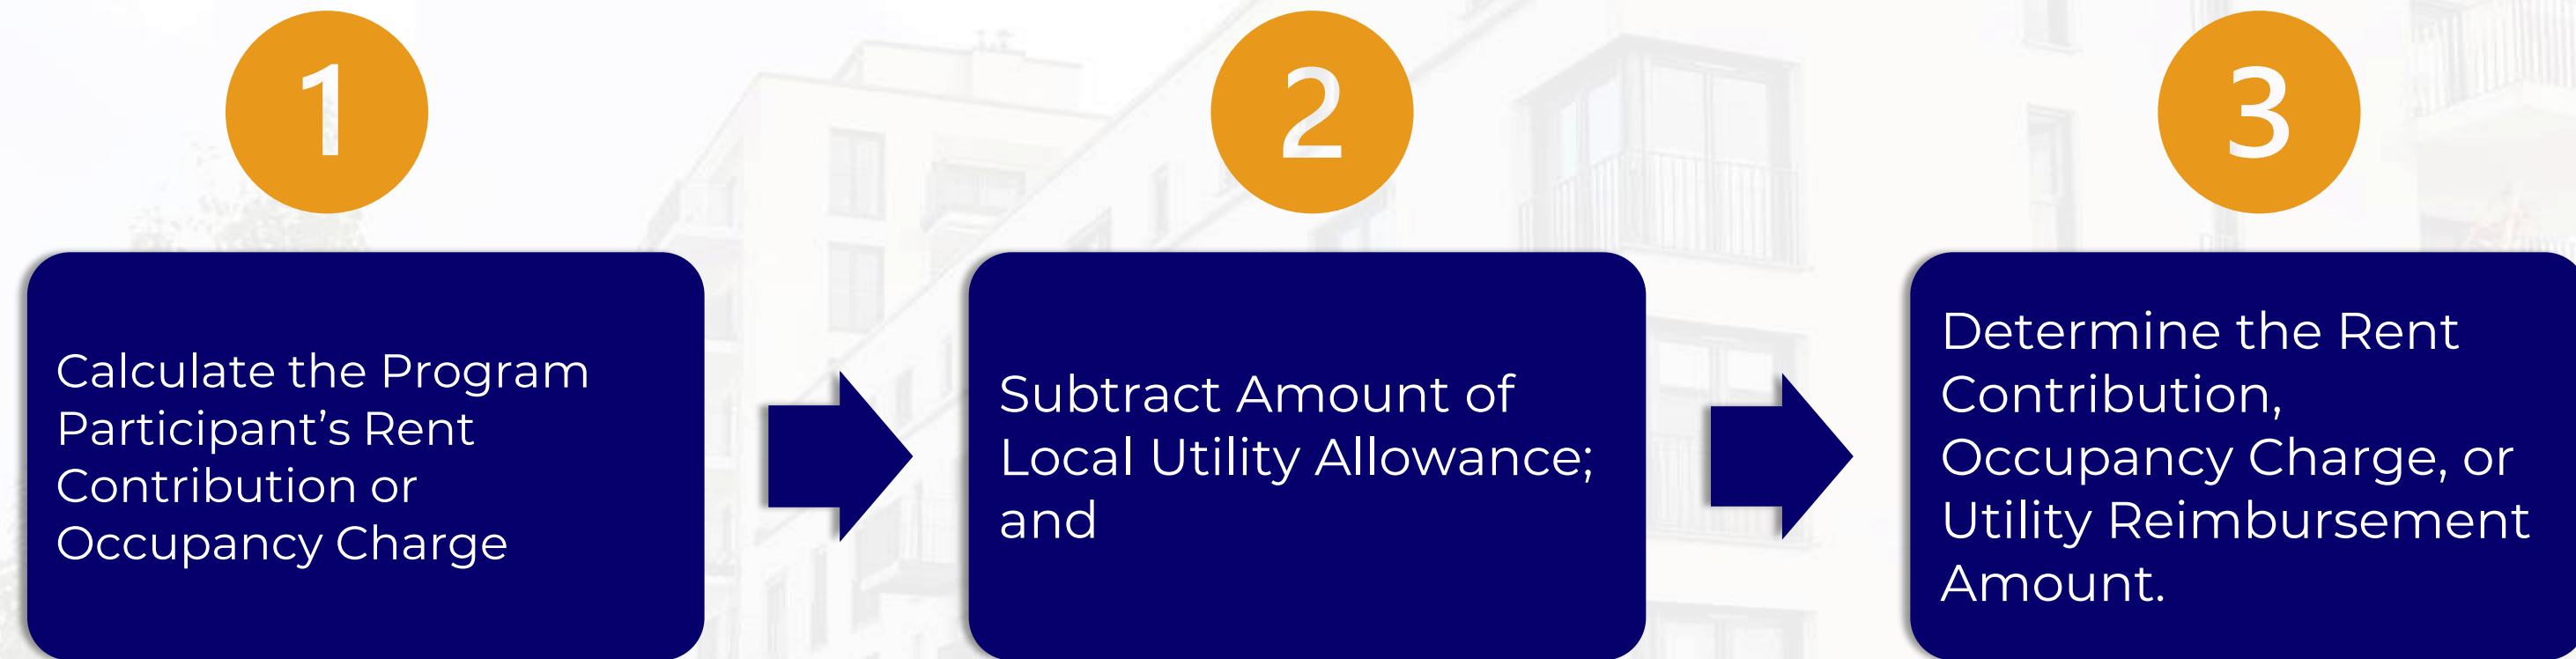 1
Calculate the Program
Participant’s Rent
Contribution or
Occupancy Charge
2
Subtract Amount of
Local Utility Allowance;
and
3
Determine the Rent
Contribution,
Occupancy Charge, or
Utility Reimbursement
Amount.